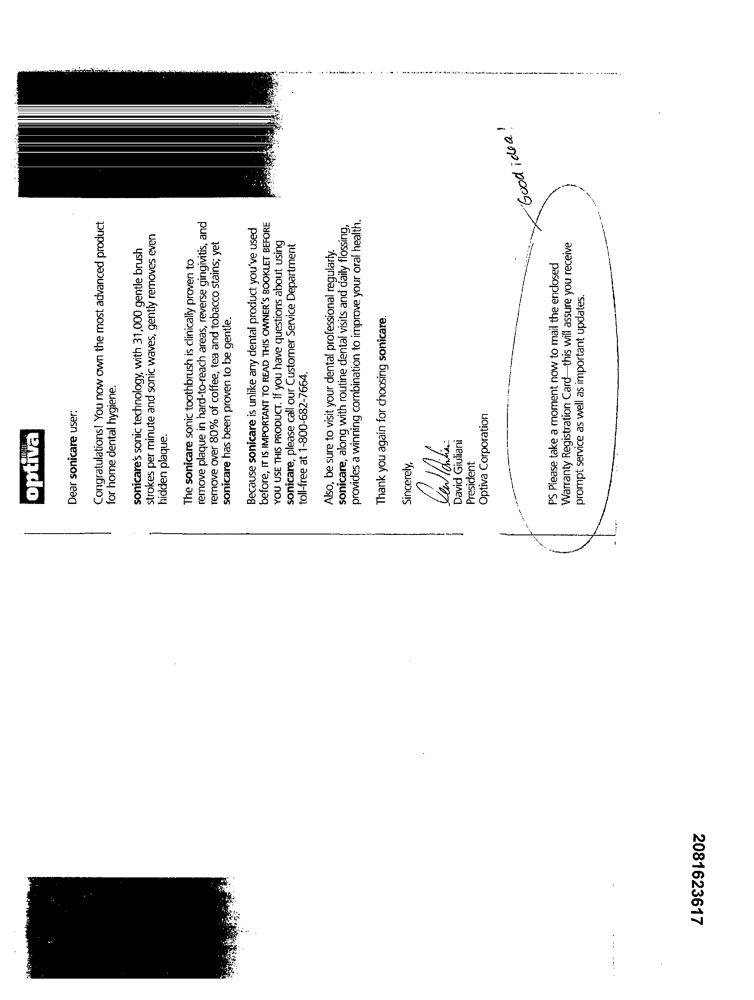 optiva
Dear sonicare user:
Congratulations! You now own the most advanced product
for home dental hygiene.
sonicare's sonic technology, with 31,000 gentle brush
strokes per minute and sonic waves, gently removes even
hidden plaque.
The sonicare sonic toothbrush is clinically proven to
remove plaque in hard-to-reach areas, reverse gingivitis, and
remove over 80% of coffee, tea and tobacco stains; yet
sonicare has been proven to be gentle.
Because sonicare is unlike any dental product you've used
before, IT IS IMPORTANT TO READ THIS OWNER'S BOOKLET BEFORE
YOU USE THIS PRODUCT. If you have questions about using
sonicare, please call our Customer Service Department
toll-free at 1-800-682-7664.
Also, be sure to visit your dental professional regularly.
sonicare, along with routine dental visits and daily flossing,
provides a winning combination to improve your oral health.
Thank you again for choosing sonicare.
Sincerely,
David Giuliani
President
Optiva Corporation
Good idea!
PS Please take a moment now to mail the enclosed
Warranty Registration Card—this will assure you receive
prompt service as well as important updates.
2081623617